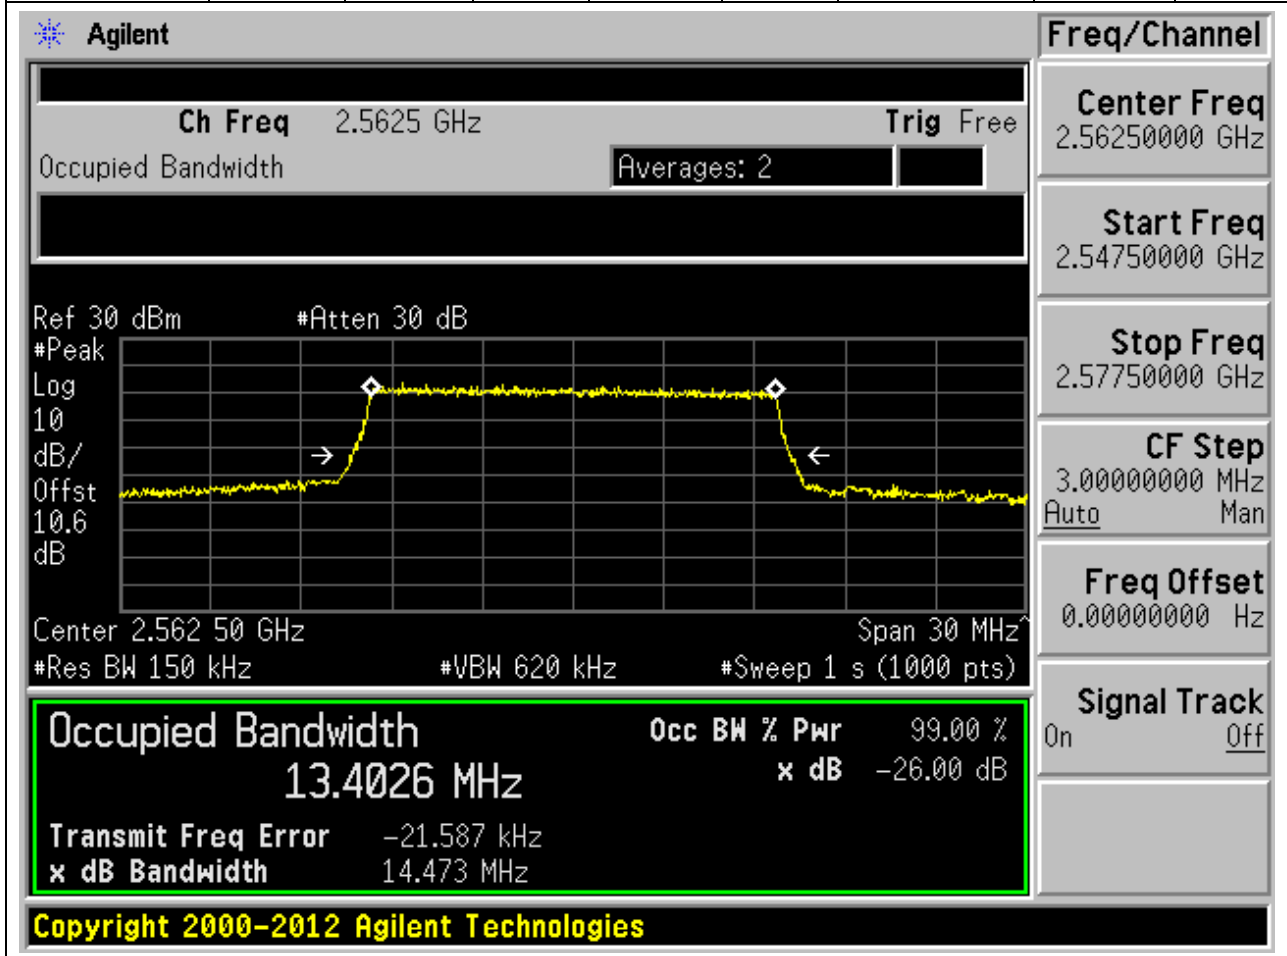 Agilent
Freq/Channel
Ch Freq 2.5625 GHz Trig Free
Occupied Bandwidth Averages: 2
Center Freq
2.56250000 GHz
Start Freq
2.54750000 GHz
Stop Freq
2.57750000 GHz
CF Step
3.00000000 MHz
Auto Man
Freq Offset
0.00000000 Hz
Signal Track
On Off
Ref 30 dBm #Atten 30 dB
#Peak
Log
10
dB/
Offst
10.6
dB
Center 2.562 50 GHz Span 30 MHz^
#Res BW 150 kHz #VBW 620 kHz #Sweep 1 s (1000 pts)
Occupied Bandwidth Occ BW % Pwr 99.00 %
13.4026 MHz x dB -26.00 dB
Transmit Freq Error -21.587 kHz
x dB Bandwidth 14.473 MHz
Copyright 2000-2012 Agilent Technologies